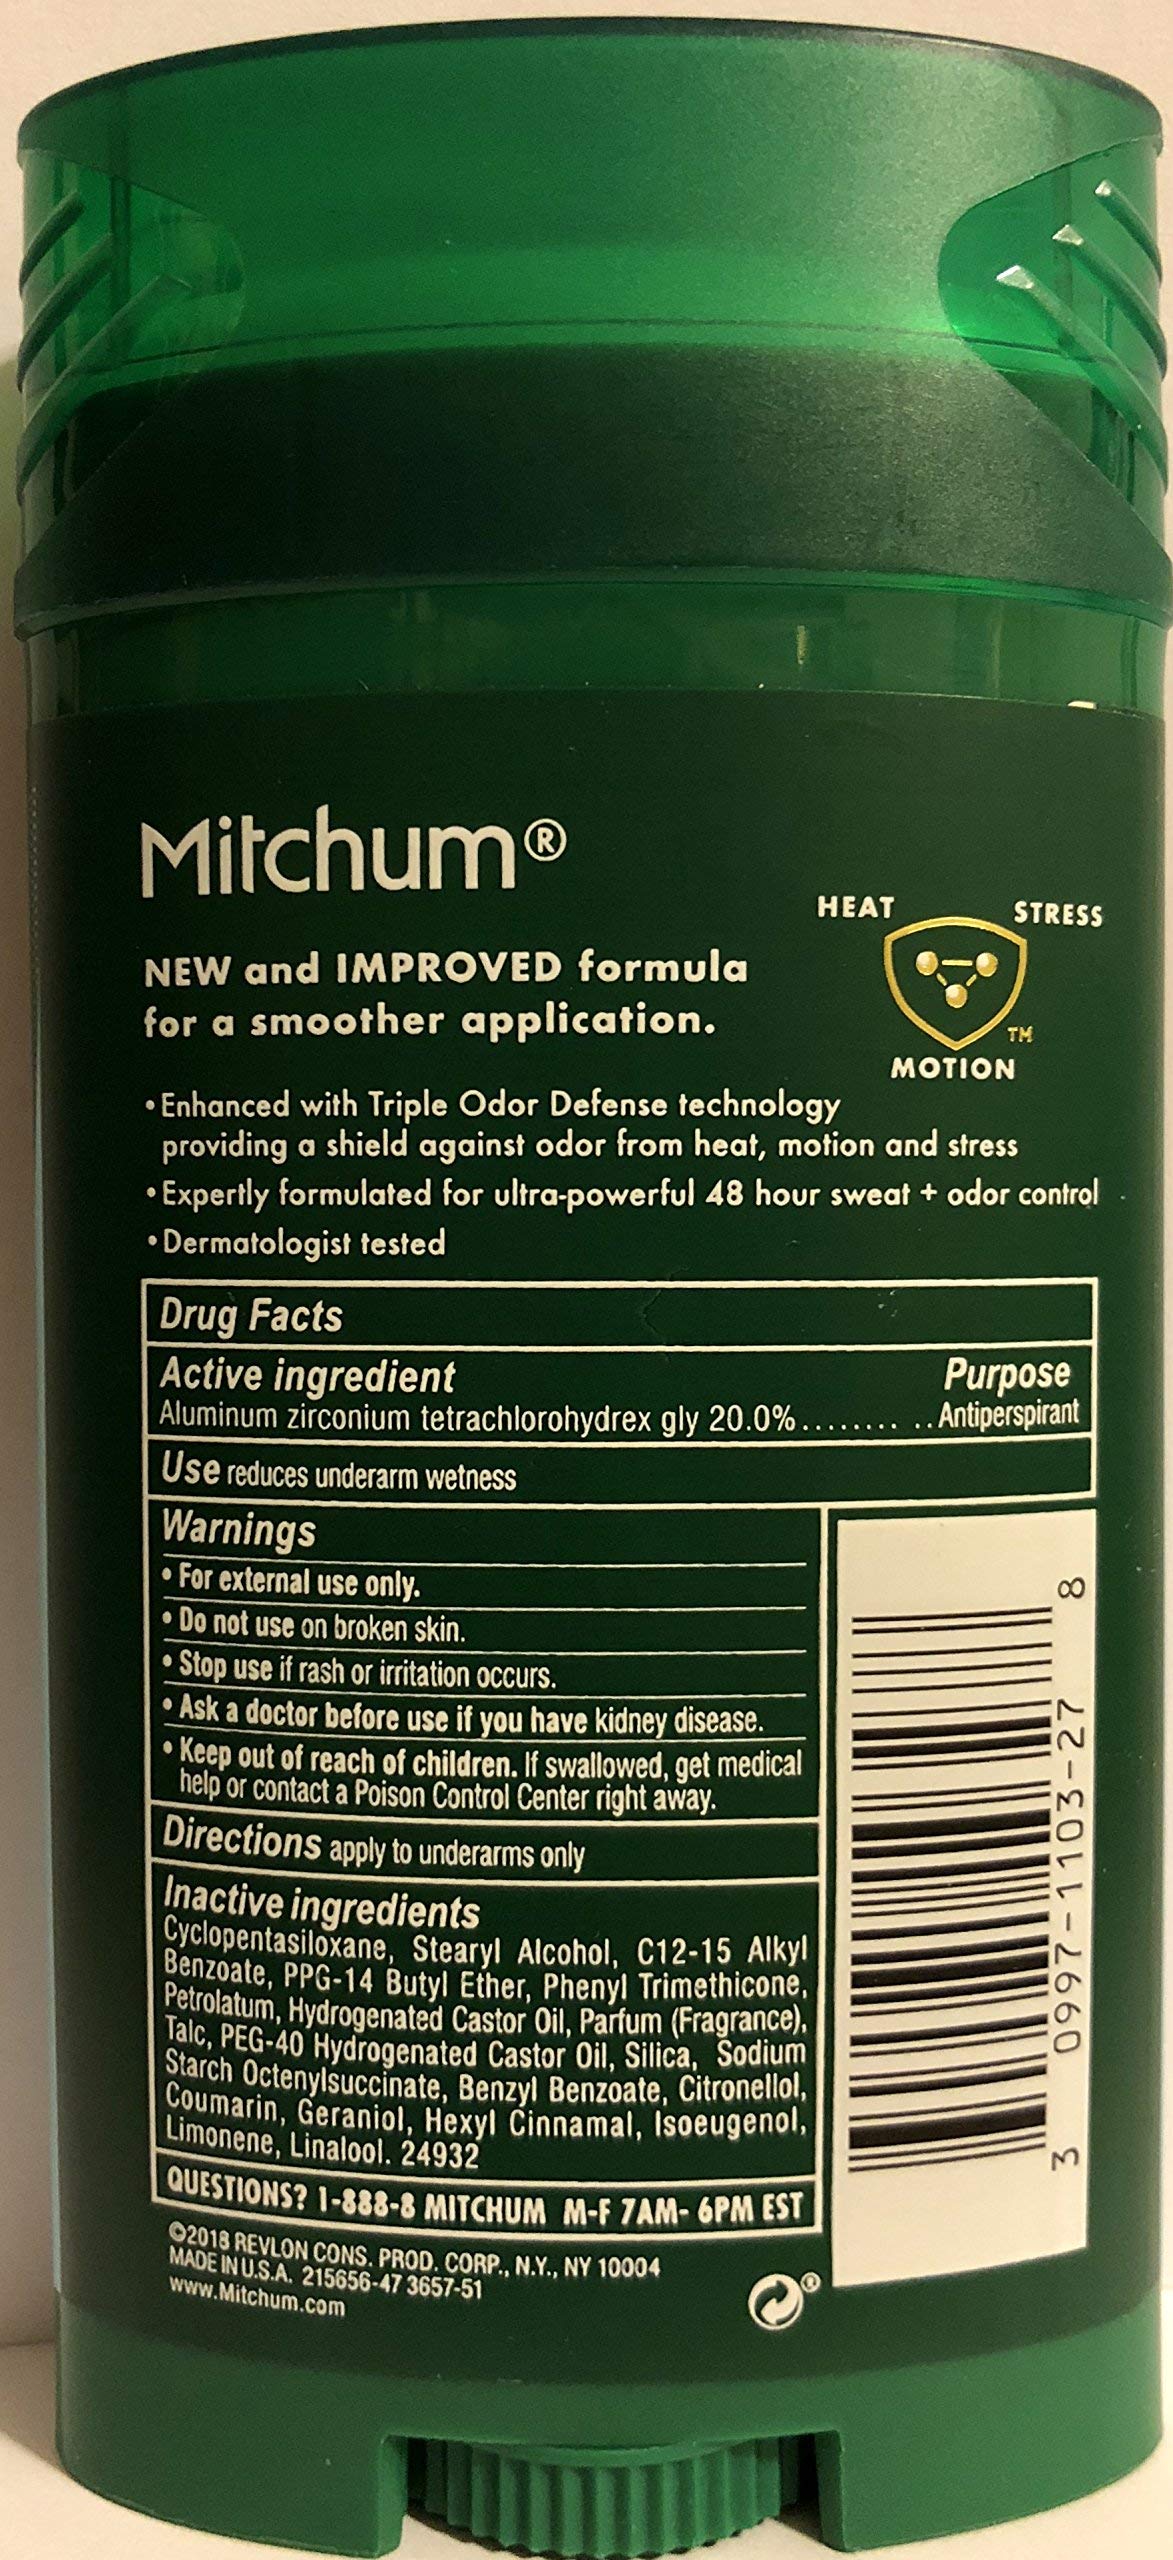 Mitchum®
HEAT STRESS
NEW and IMPROVED formula
for a smoother application.
TM
MOTION
• Enhanced with Triple Odor Defense technology
providing a shield against odor from heat, motion and stress
• Expertly formulated for ultra-powerful 48 hour sweat + odor control
• Dermatologist tested
Drug Facts
Active ingredient Purpose
Aluminum zirconium tetrachlorohydrex gly 20.0%.......... Antiperspirant
Use reduces underarm wetness
Warnings
• For external use only.
• Do not use on broken skin.
• Stop use if rash or irritation occurs.
• Ask a doctor before use if you have kidney disease.
• Keep out of reach of children. If swallowed, get medical
help or contact a Poison Control Center right away.
Directions apply to underarms only
Inactive ingredients
Cyclopentasiloxane, Stearyl Alcohol, C12-15 Alkyl
Benzoate, PPG-14 Butyl Ether, Phenyl Trimethicone,
Petrolatum, Hydrogenated Castor Oil, Parfum (Fragrance),
Talc, PEG-40 Hydrogenated Castor Oil, Silica, Sodium
Starch Octenylsuccinate, Benzyl Benzoate, Citronellol,
Coumarin, Geraniol, Hexyl Cinnamal, Isoeugenol,
Limonene, Linalool. 24932
QUESTIONS? 1-888-8 MITCHUM M-F 7AM- 6PM EST
©2018 REVLON CONS. PROD. CORP., N.Y., NY 10004
MADE IN U.S.A. 215656-47 3657-51
www.Mitchum.com
®
3 0997-1103-27 8